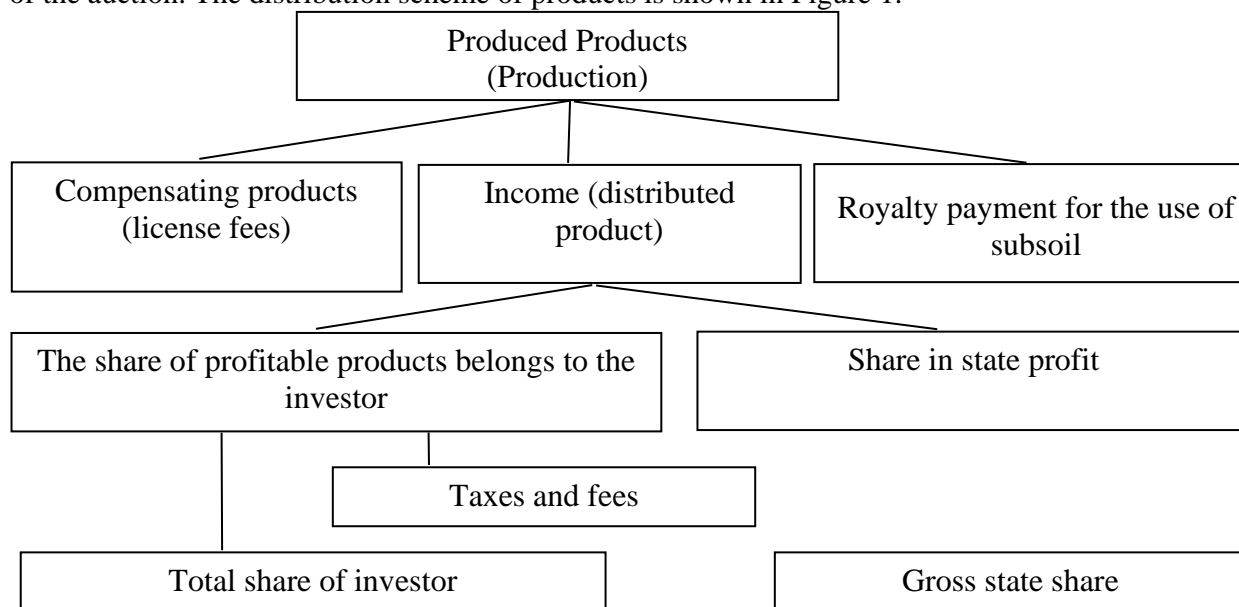 of the auction. The distribution scheme of products is shown in Figure 1.
Produced Products
(Production)
Compensating products
(license fees)
Income (distributed
product)
Royalty payment for the use of
subsoil
The share of profitable products belongs to the
investor
Share in state profit
Taxes and fees
Total share of investor
Gross state share